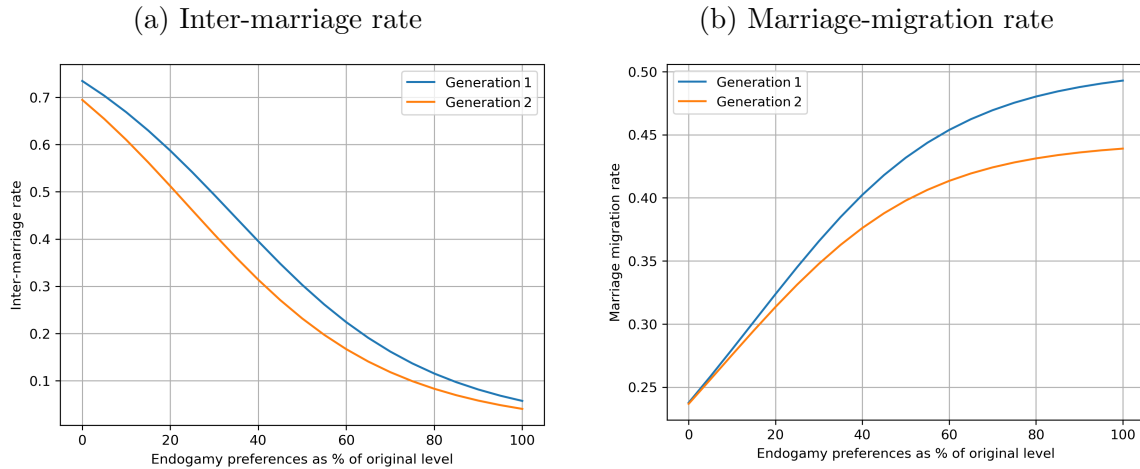 (a) Inter-marriage rate
Generation 1
Generation 2
Inter-marriage rate
0.7
0.6
0.5
0.4
0.3
0.2
0.1
0 20 40 60 80 100
Endogamy preferences as % of original level
(b) Marriage-migration rate
Generation 1
Generation 2
Marriage migration rate
0.50
0.45
0.40
0.35
0.30
0.25
0 20 40 60 80 100
Endogamy preferences as % of original level